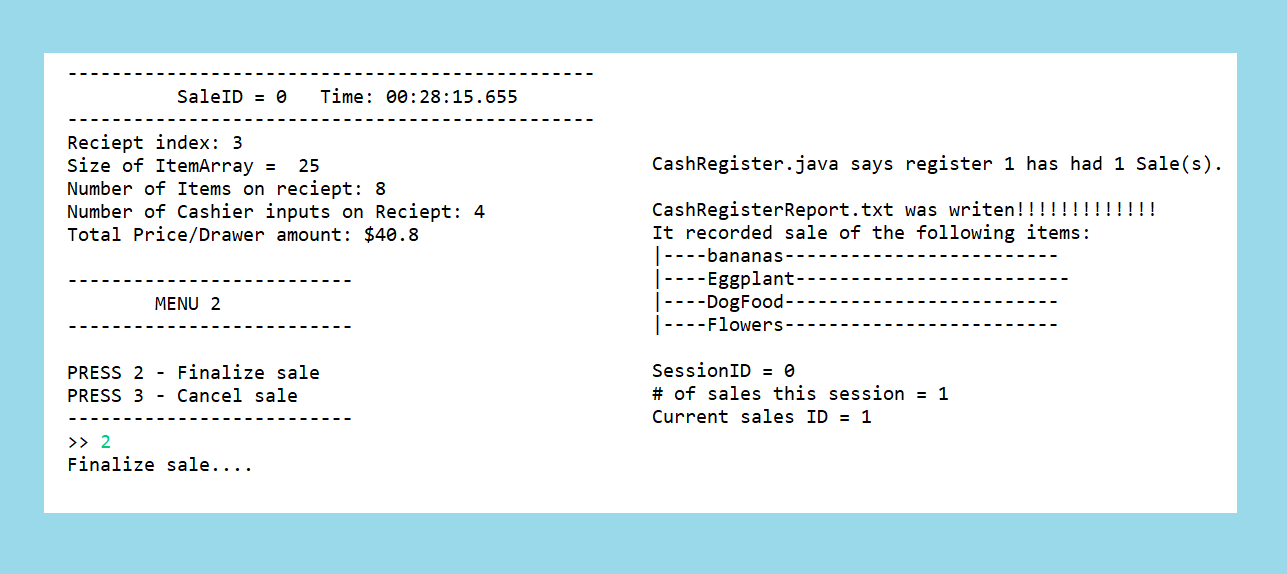 ------------------------------------------------
SaleID = 0   Time: 00:28:15.655
------------------------------------------------
Reciept index: 3
Size of ItemArray =  25
Number of Items on reciept: 8
Number of Cashier inputs on Reciept: 4
Total Price/Drawer amount: $40.8
--------------------------
MENU 2
--------------------------
PRESS 2 - Finalize sale
PRESS 3 - Cancel sale
--------------------------
>> 2
Finalize sale....
CashRegister.java says register 1 has had 1 Sale(s).
CashRegisterReport.txt was writen!!!!!!!!!!!!!
It recorded sale of the following items:
|----bananas-------------------------
|----Eggplant-------------------------
|----DogFood-------------------------
|----Flowers-------------------------
SessionID = 0
# of sales this session = 1
Current sales ID = 1